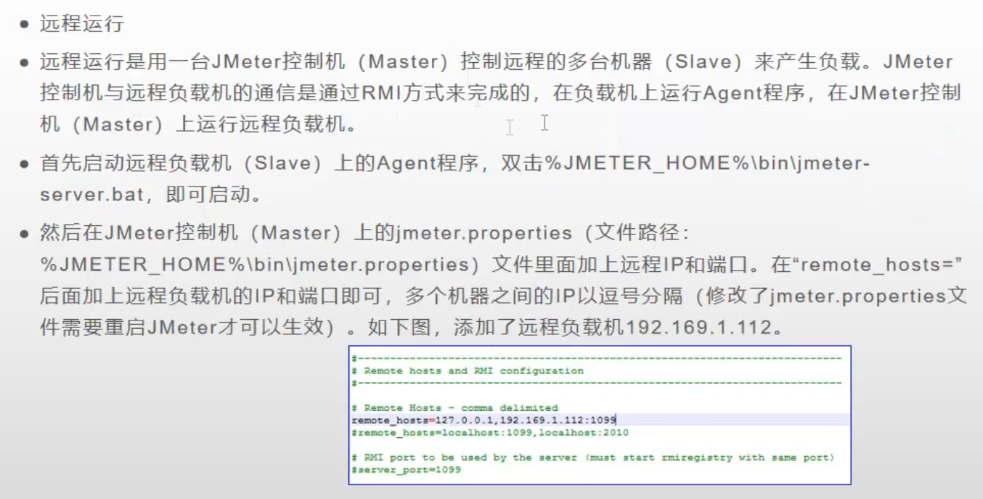 ● 远程运行
● 远程运行是用一台JMeter控制机（Master）控制远程的多台机器（Slave）来产生负载。JMeter
控制机与远程负载机的通信是通过RMI方式来完成的，在负载机上运行Agent程序，在JMeter控制
机（Master）上运行远程负载机。
● 首先启动远程负载机（Slave）上的Agent程序，双击%JMETER_HOME%\bin\jmeter-
server.bat，即可启动。
● 然后在JMeter控制机（Master）上的jmeter.properties（文件路径：
%JMETER_HOME%\bin\jmeter.properties）文件里面加上远程IP和端口。在“remote_hosts=”
后面加上远程负载机的IP和端口即可，多个机器之间的IP以逗号分隔（修改了jmeter.properties文
件需要重启JMeter才可以生效）。如下图，添加了远程负载机192.169.1.112。
#---------------------------------------------------------------------------
# Remote hosts and RMI configuration
#---------------------------------------------------------------------------
# Remote Hosts - comma delimited
remote_hosts=127.0.0.1,192.169.1.112:1099
#remote_hosts=localhost:1099,localhost:2010
# RMI port to be used by the server (must start rmiregistry with same port)
#server_port=1099